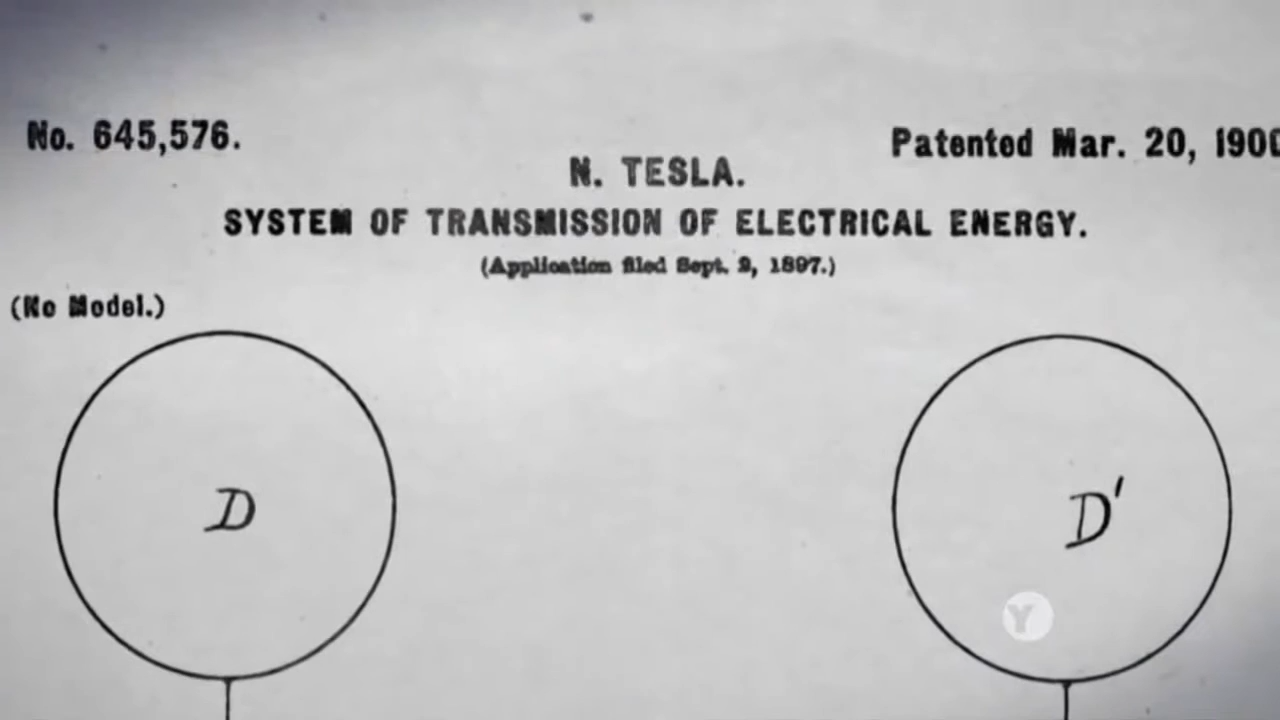 No. 645,576.
Patented Mar. 20, 1900
N. TESLA.
SYSTEM OF TRANSMISSION OF ELECTRICAL ENERGY.
(Application filed Sept. 2, 1897.)
(No Model.)
D
D'
Y